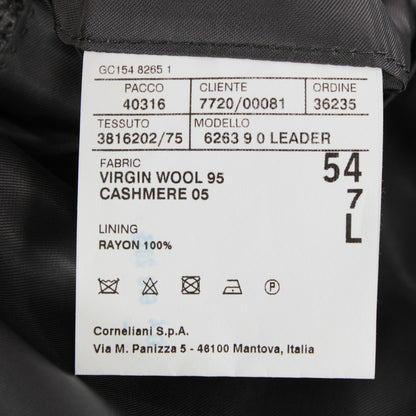 GC154 8265 1
PACCO CLIENTE ORDINE
40316 7720/00081 36235
TESSUTO MODELLO
3816202/75 6263 9 0 LEADER
FABRIC
VIRGIN WOOL 95
CASHMERE 05
54
7
L
LINING
RAYON 100%
P
Corneliani S.p.A.
Via M. Panizza 5 - 46100 Mantova, Italia